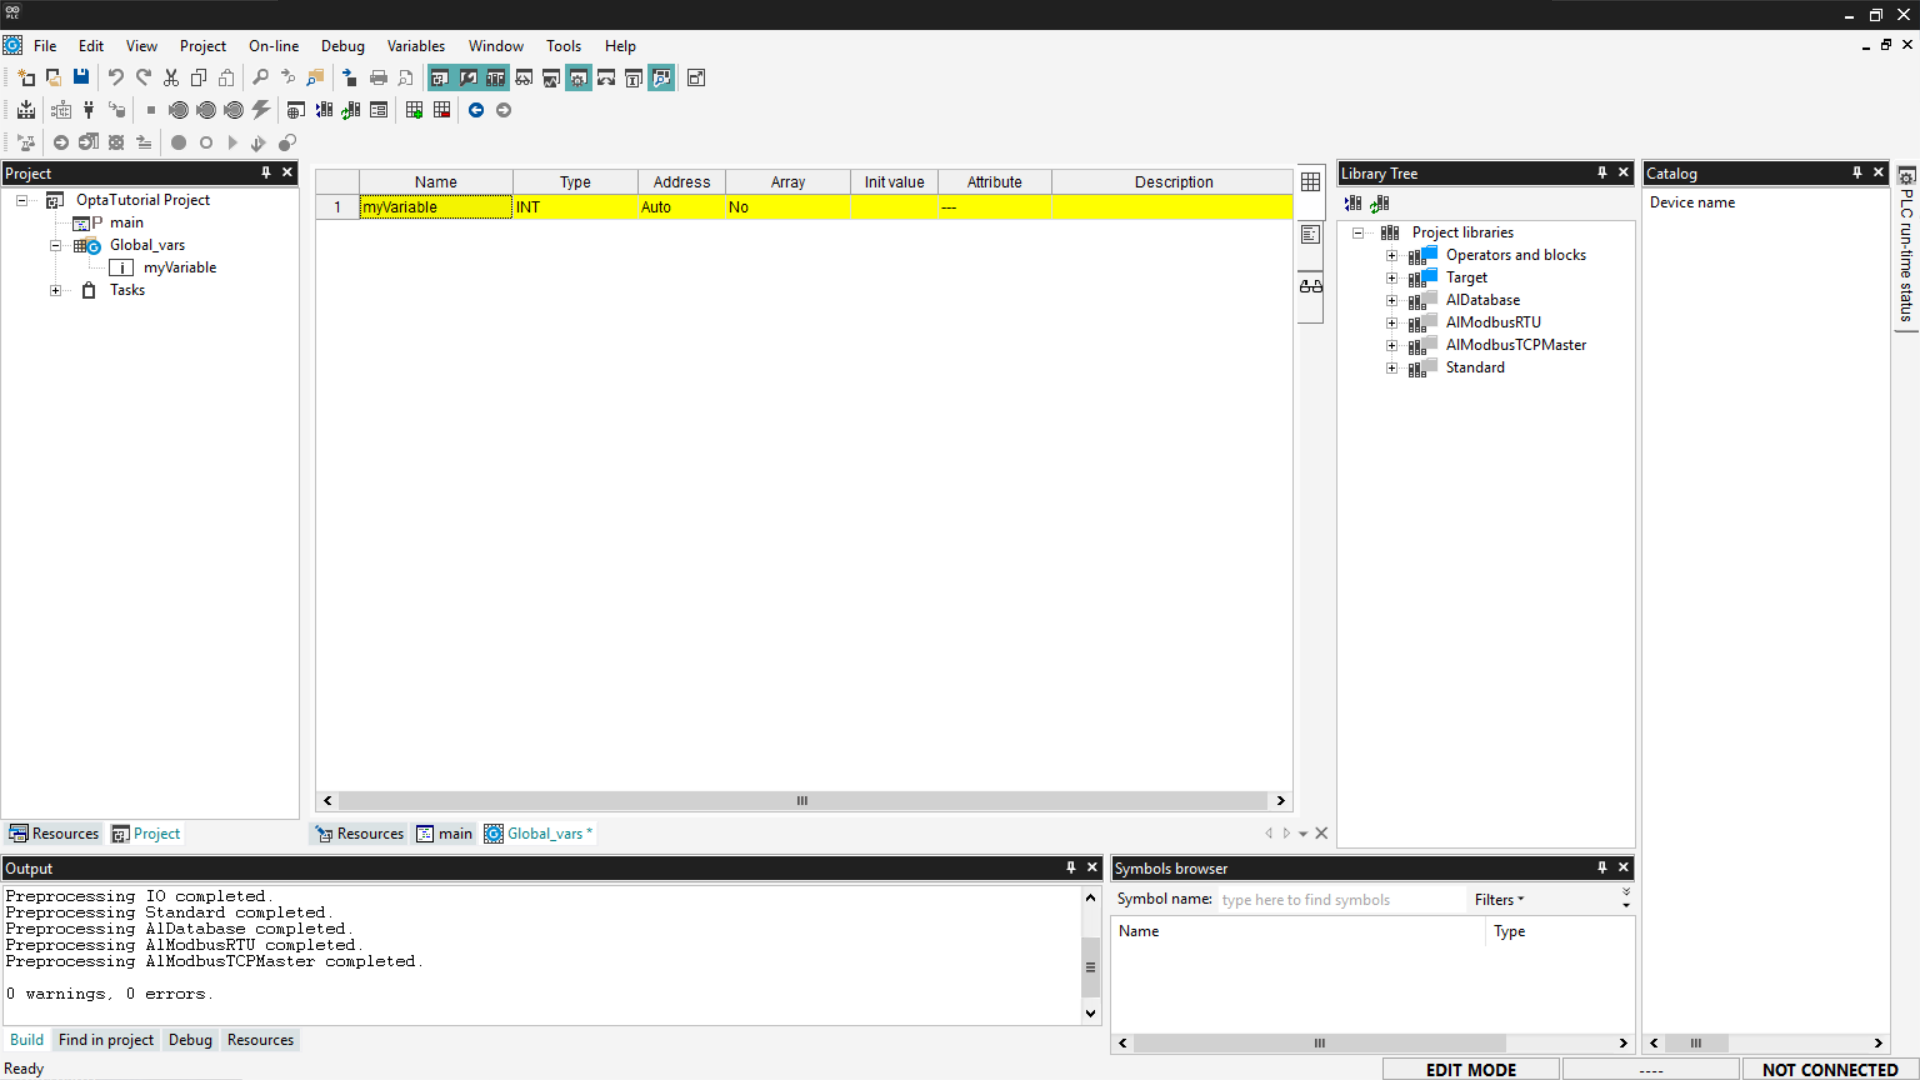 PLC
File Edit View Project On-line Debug Variables Window Tools Help
Project
OptaTutorial Project
main
Global_vars
myVariable
Tasks
Resources Project
Name Type Address Array Init value Attribute Description
1 myVariable INT Auto No ---
Resources main Global_vars *
Library Tree
Project libraries
Operators and blocks
Target
AlDatabase
AlModbusRTU
AlModbusTCPMaster
Standard
Catalog
Device name
PLC run-time status
Output
Preprocessing IO completed.
Preprocessing Standard completed.
Preprocessing AlDatabase completed.
Preprocessing AlModbusRTU completed.
Preprocessing AlModbusTCPMaster completed.
0 warnings, 0 errors.
Build Find in project Debug Resources
Symbols browser
Symbol name: type here to find symbols Filters
Name Type
Ready
EDIT MODE ---- NOT CONNECTED